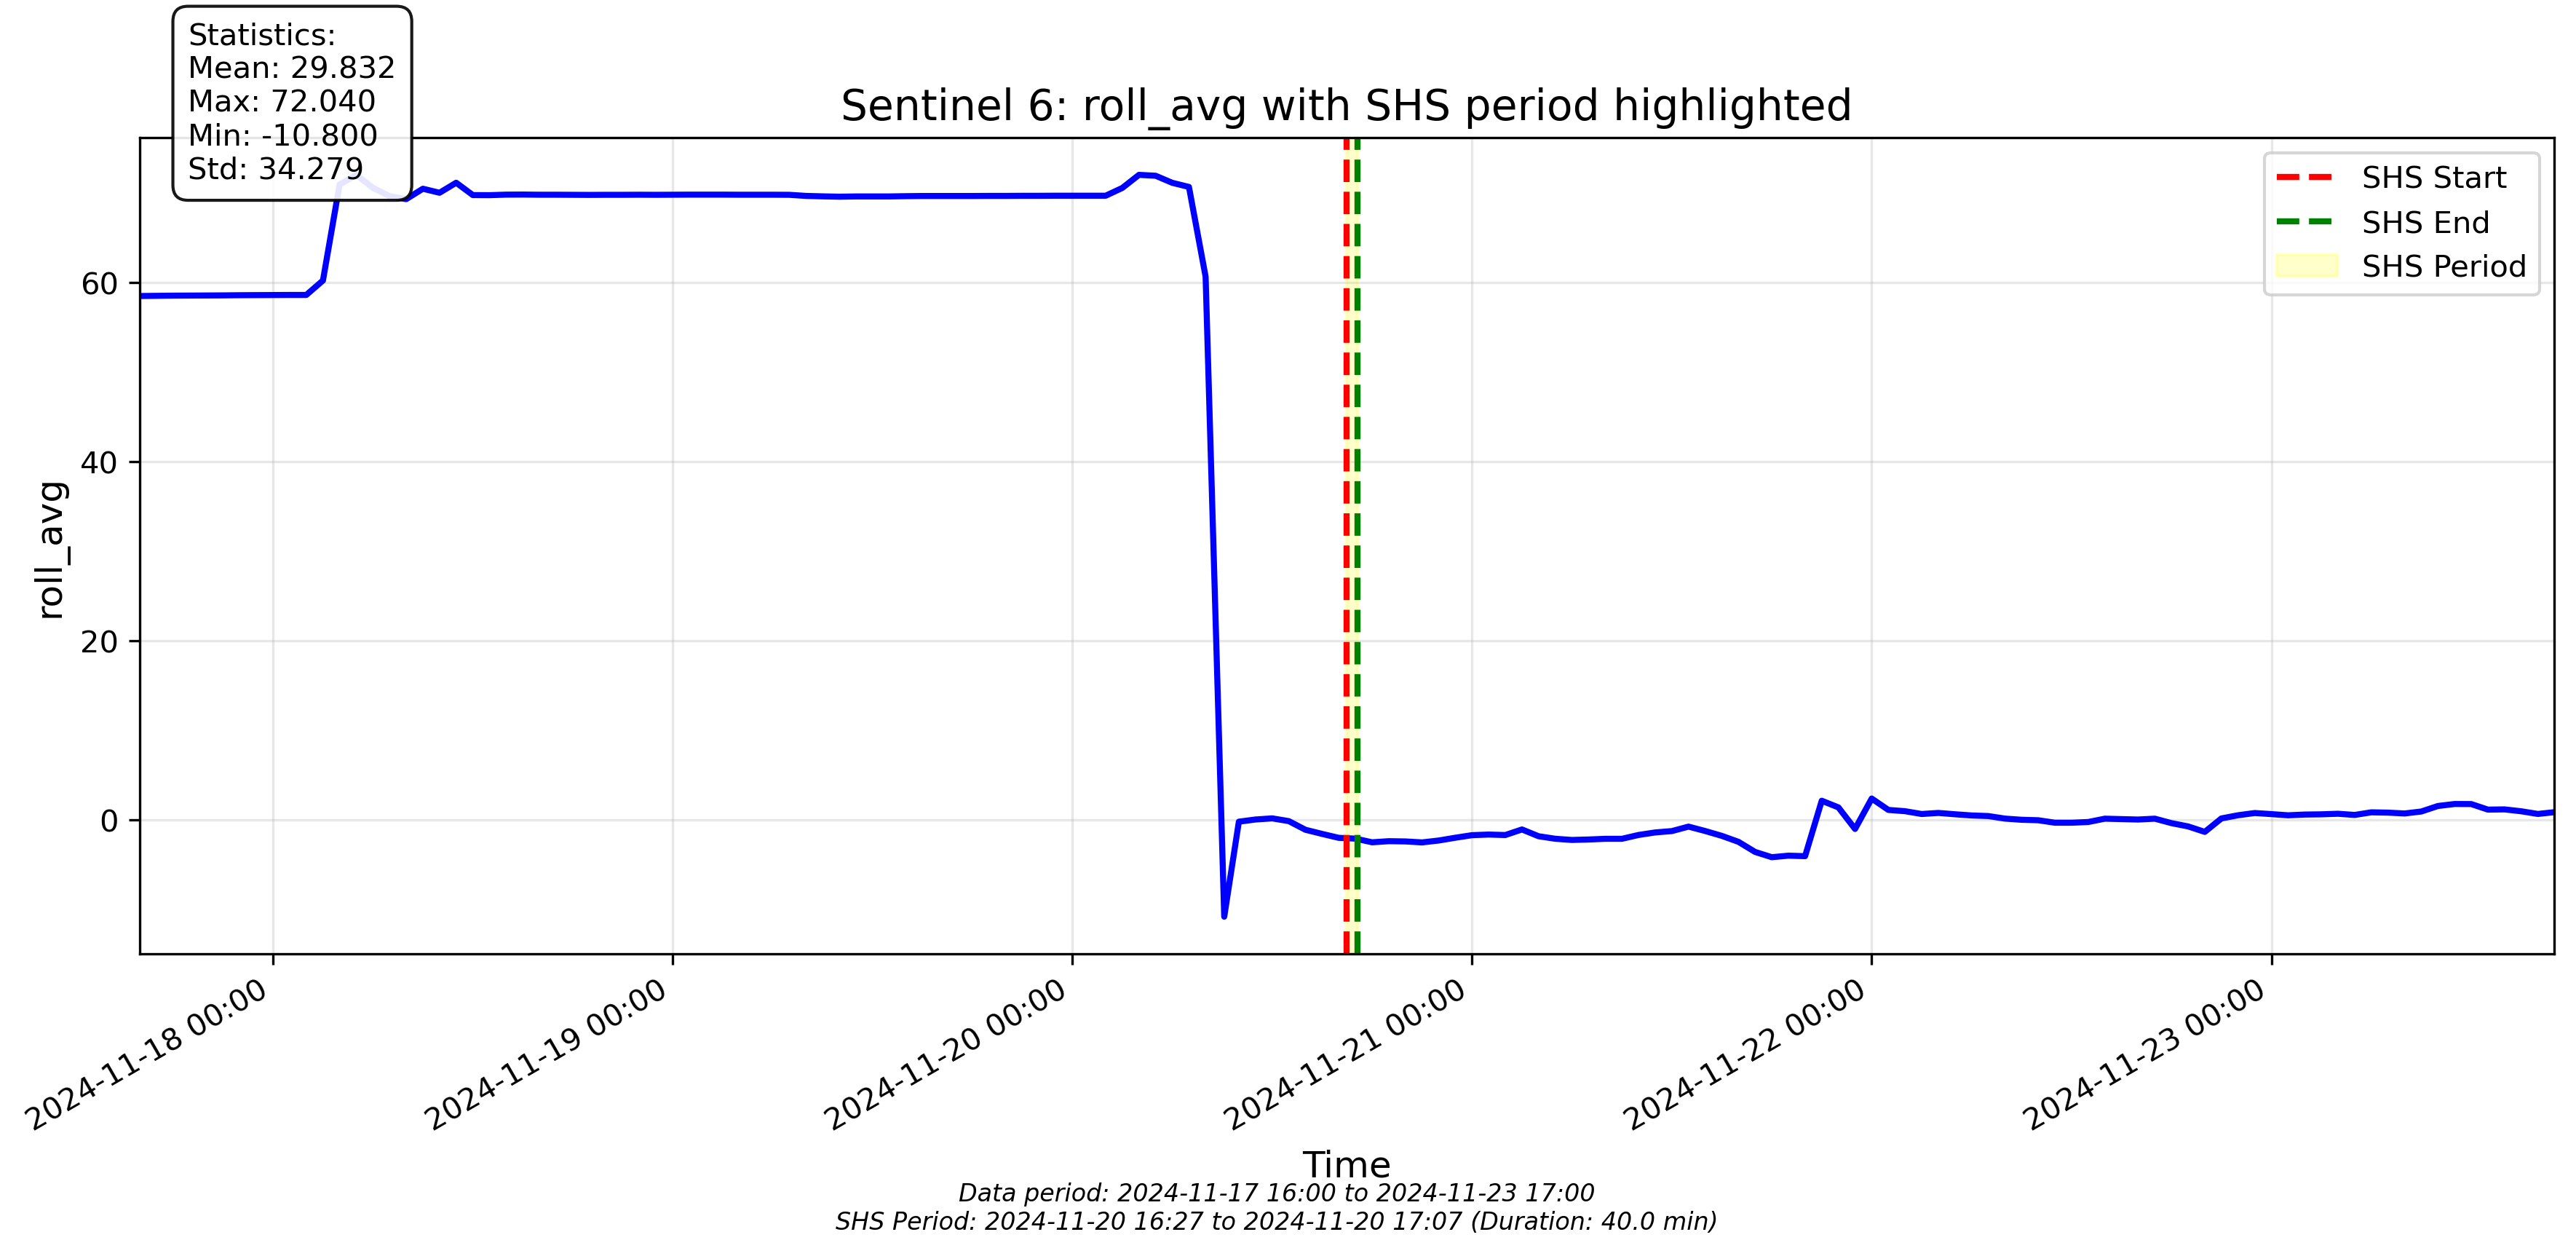 Statistics:
Mean: 29.832
Max: 72.040
Min: -10.800
Std: 34.279
Sentinel 6: roll_avg with SHS period highlighted
SHS Start
SHS End
SHS Period
60
40
20
0
roll_avg
2024-11-18 00:00
2024-11-19 00:00
2024-11-20 00:00
2024-11-21 00:00
2024-11-22 00:00
2024-11-23 00:00
Time
Data period: 2024-11-17 16:00 to 2024-11-23 17:00
SHS Period: 2024-11-20 16:27 to 2024-11-20 17:07 (Duration: 40.0 min)